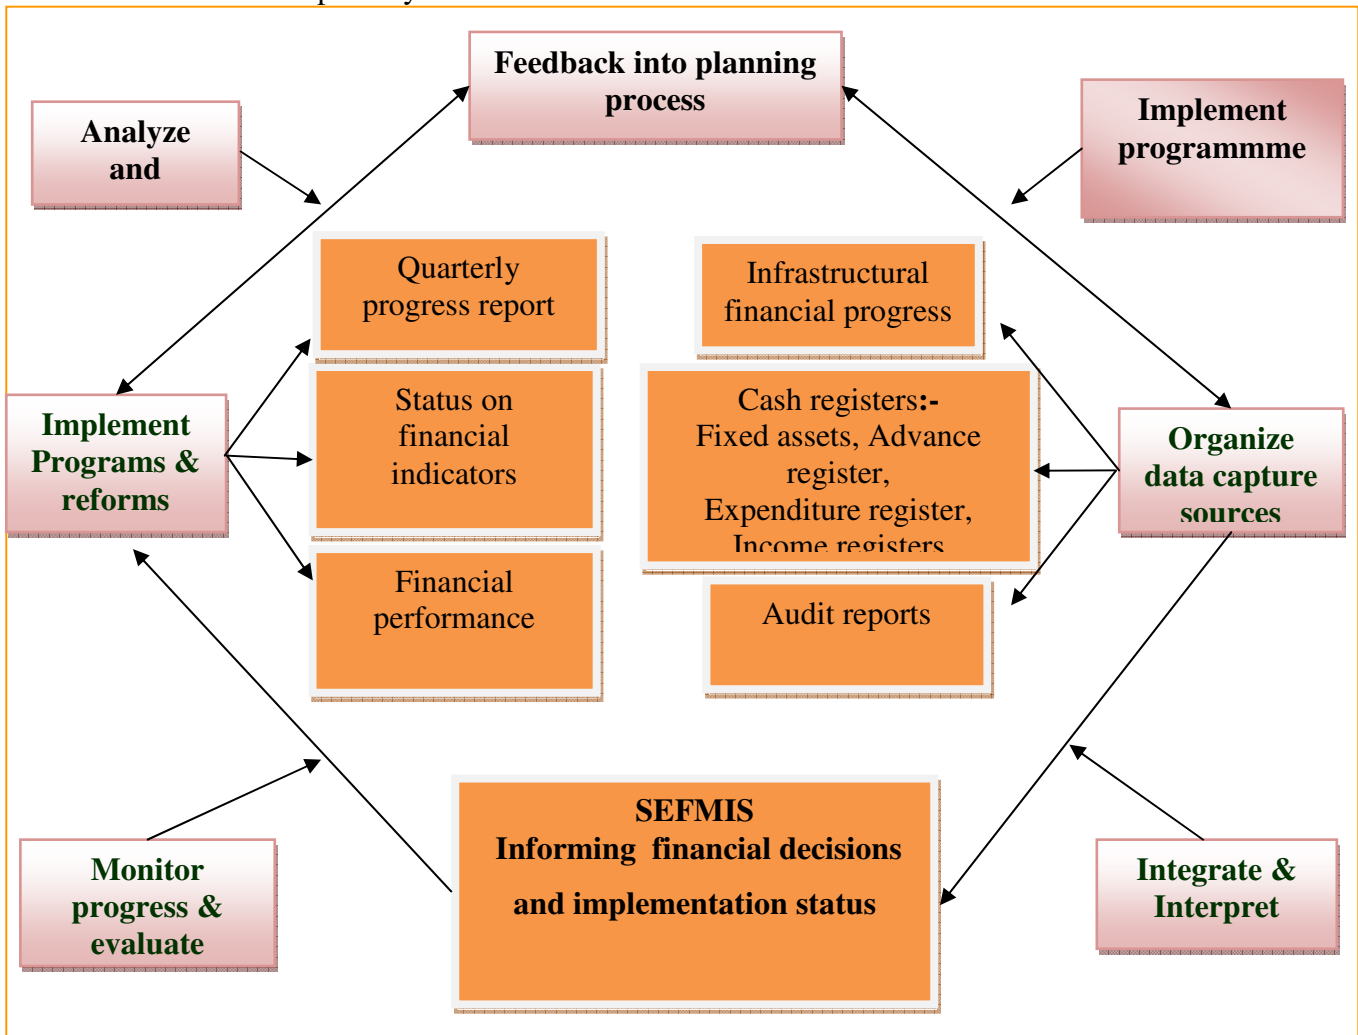 Feedback into planning
process
Analyze
and
Implement
programmme
Quarterly
progress report
Infrastructural
financial progress
Implement
Programs &
reforms
Status on
financial
indicators
Cash registers:-
Fixed assets, Advance
register,
Expenditure register,
Income registers
Organize
data capture
sources
Financial
performance
Audit reports
SEFMIS
Informing financial decisions
and implementation status
Monitor
progress &
evaluate
Integrate &
Interpret